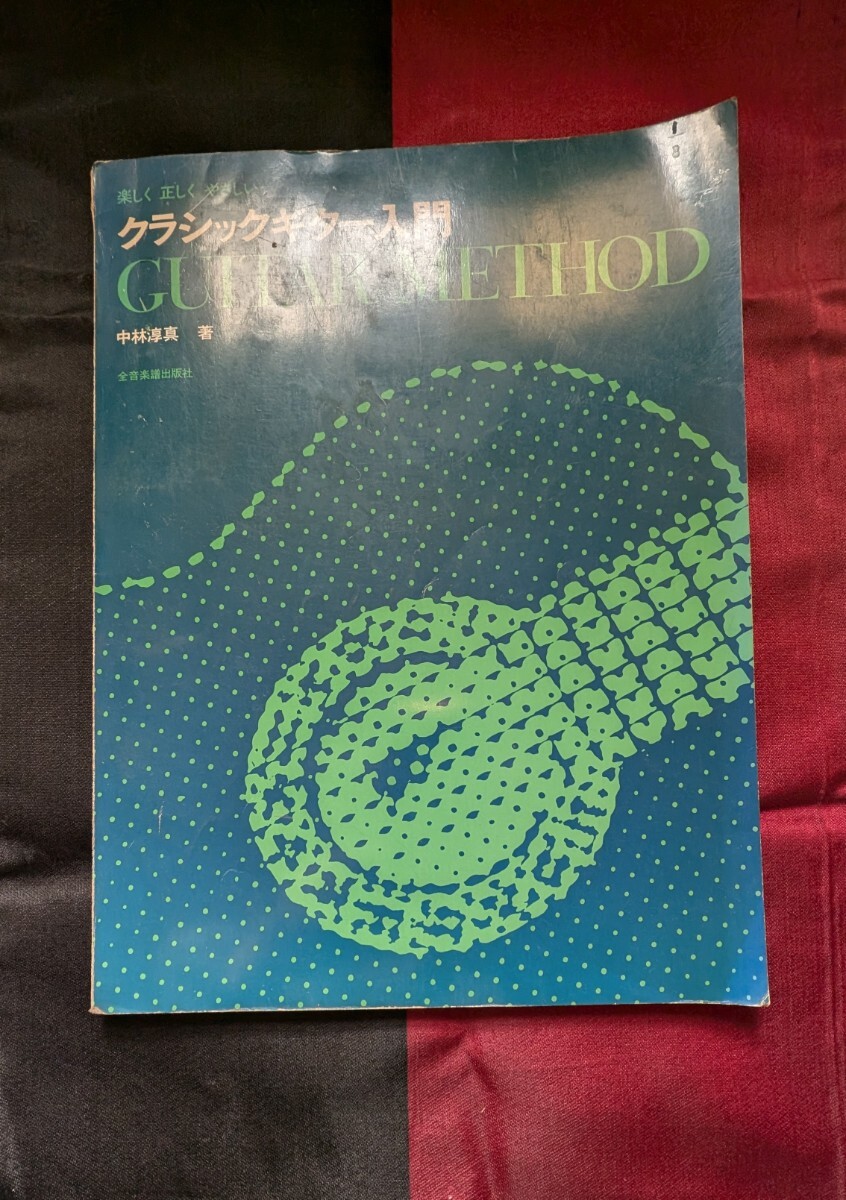 楽しく 正しく やさしい
クラシックギター入門
GUITAR METHOD
中林淳真 著
全音楽譜出版社